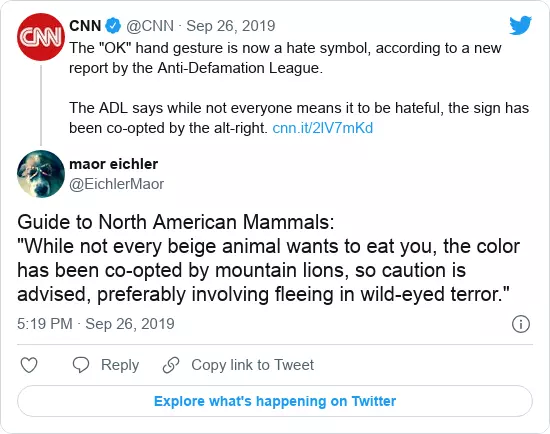 CNN
CNN @CNN · Sep 26, 2019
The "OK" hand gesture is now a hate symbol, according to a new
report by the Anti-Defamation League.
The ADL says while not everyone means it to be hateful, the sign has
been co-opted by the alt-right. cnn.it/2lV7mKd
maor eichler
@EichlerMaor
Guide to North American Mammals:
"While not every beige animal wants to eat you, the color
has been co-opted by mountain lions, so caution is
advised, preferably involving fleeing in wild-eyed terror."
5:19 PM · Sep 26, 2019
Reply
Copy link to Tweet
Explore what's happening on Twitter